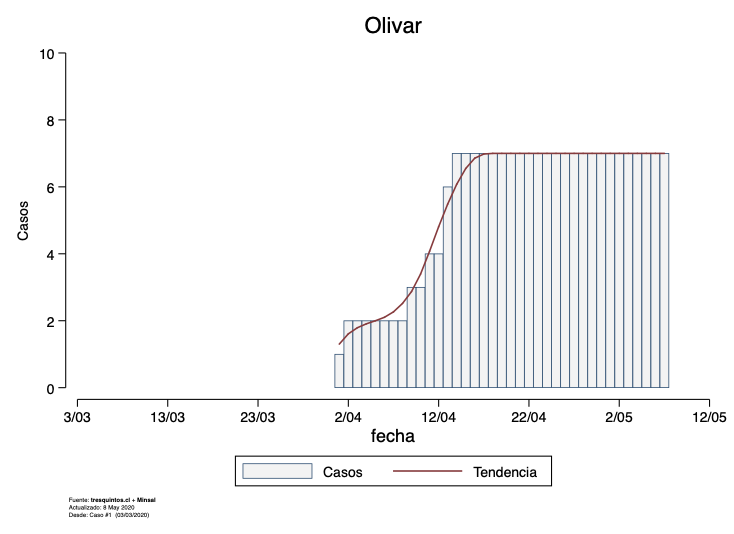 Olivar
10
8
6
4
2
0
Casos
3/03 13/03 23/03 2/04 12/04 22/04 2/05 12/05
fecha
Casos Tendencia
Fuente: tresquintos.cl + Minsal
Actualizado: 8 May 2020
Desde: Caso #1 (03/03/2020)